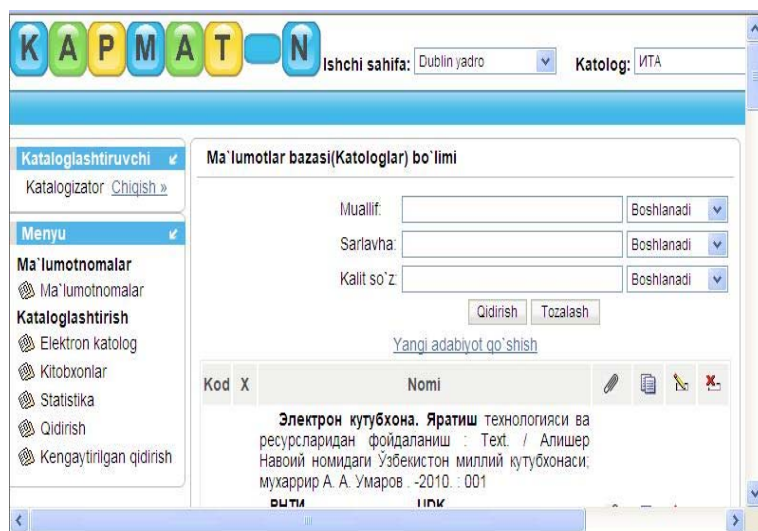 КАРМАТ-N
Ishchi sahifa: Dublin yadro Katolog: ИТА
Kataloglashtiruvchi
Katalogizator Chiqish »
Menyu
Ma`lumotnomalar
Ma`lumotnomalar
Kataloglashtirish
Elektron katolog
Kitobxonlar
Statistika
Qidirish
Kengaytirilgan qidirish
Ma`lumotlar bazasi(Katologlar) bo`limi
Muallif: Boshlanadi
Sarlavha: Boshlanadi
Kalit so`z: Boshlanadi
Qidirish Tozalash
Yangi adabiyot qo`shish
Kod X Nomi
Электрон кутубхона. Яратиш технологияси ва
ресурсларидан фойдаланиш : Text. / Алишер
Навоий номидаги Ўзбекистон миллий кутубхонаси;
мухаррир А. А. Умаров . -2010. : 001
РНТИ UDK